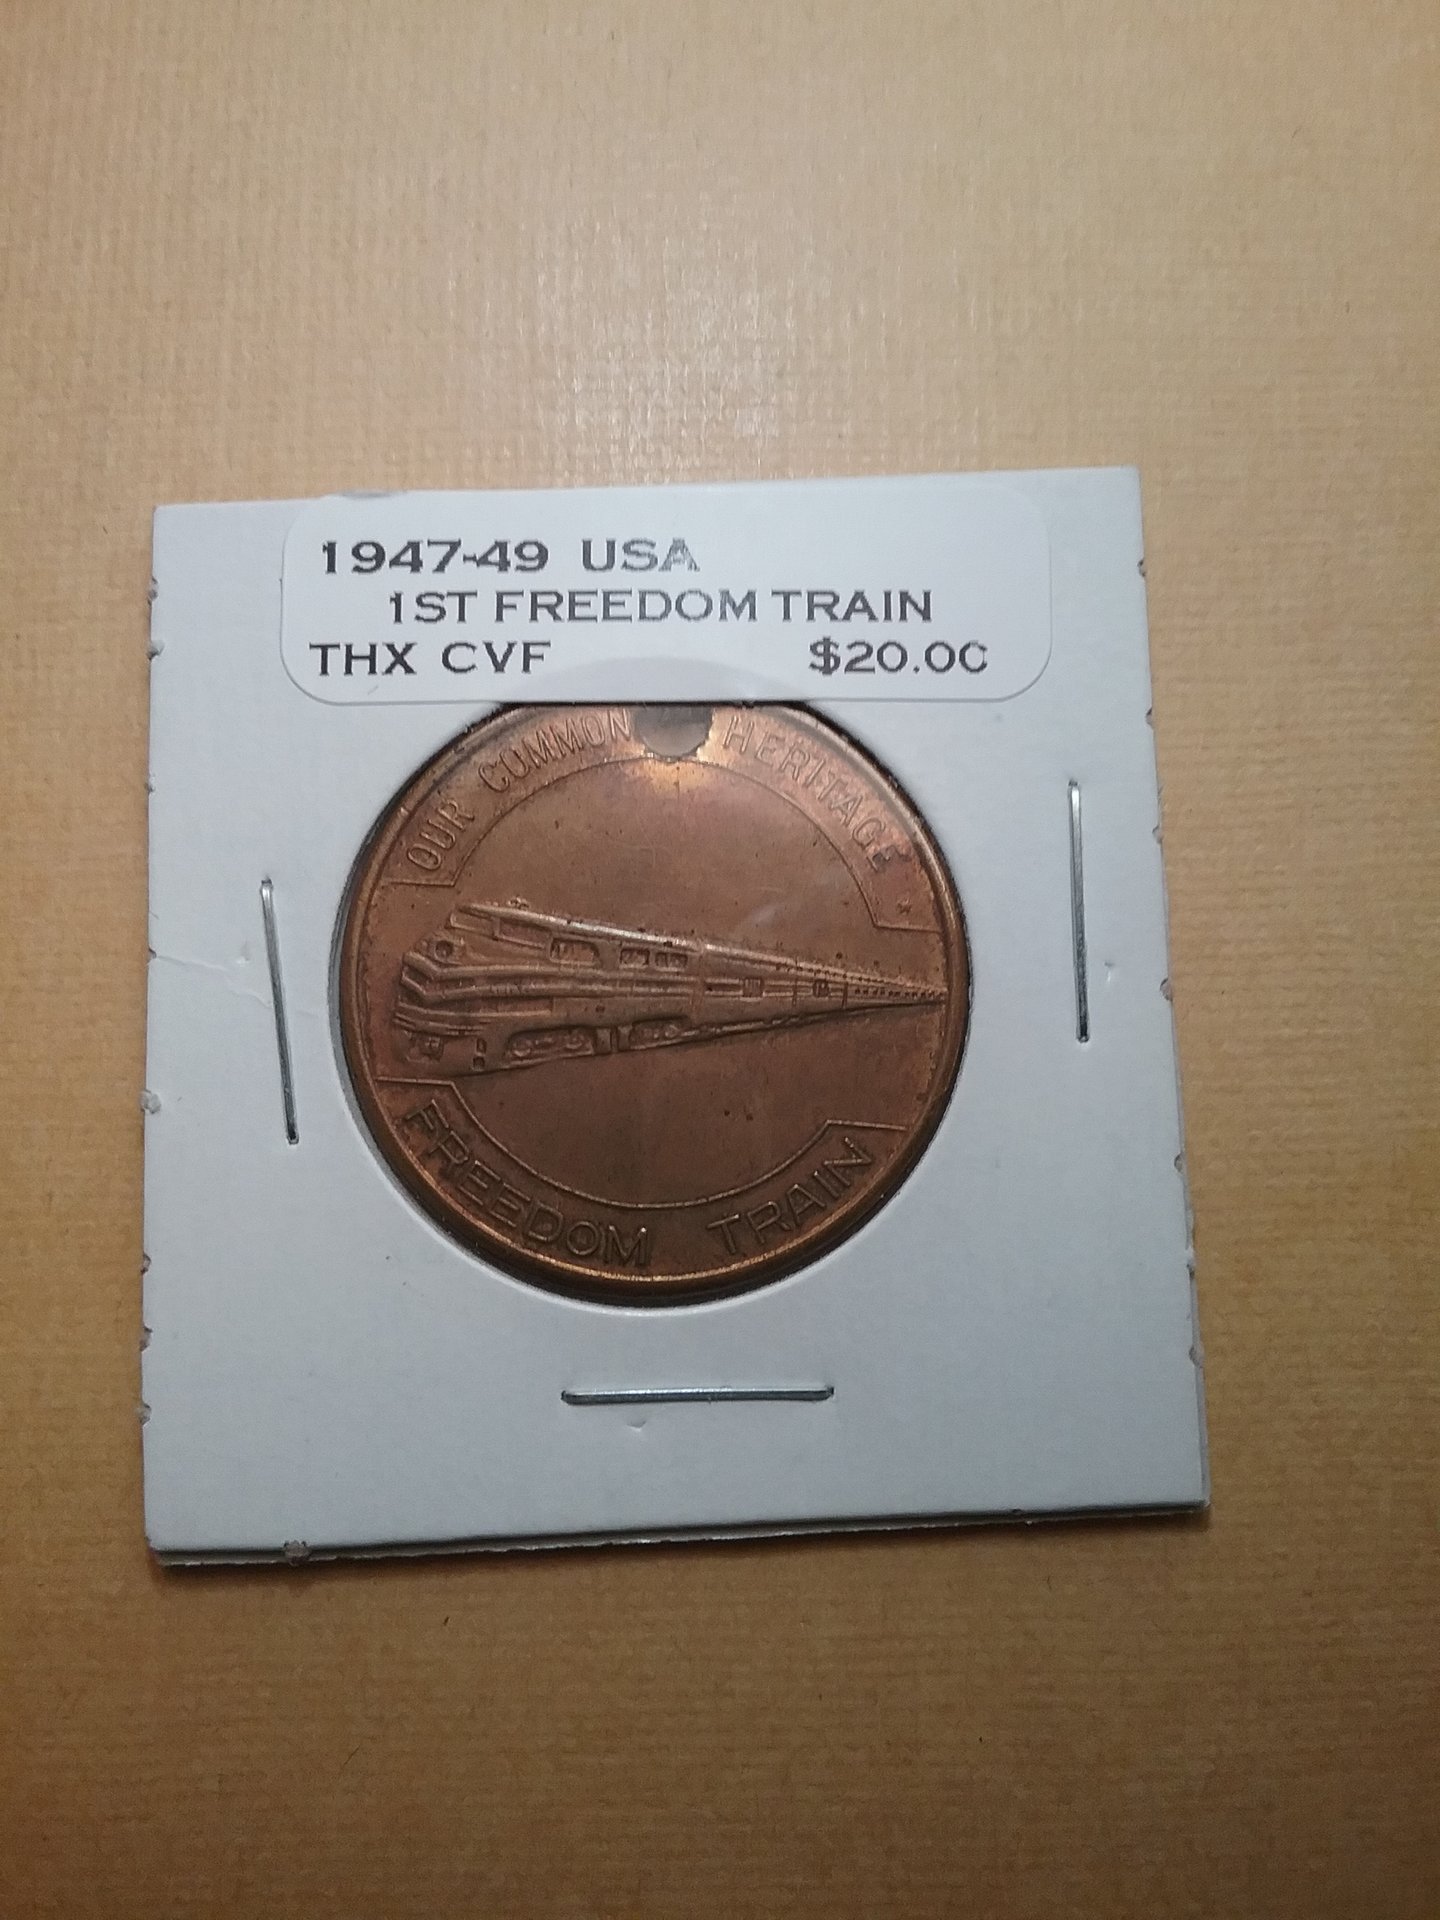 1947-49 USA
1ST FREEDOM TRAIN
THX CVF $20.00
OUR COMMON HERITAGE
FREEDOM TRAIN